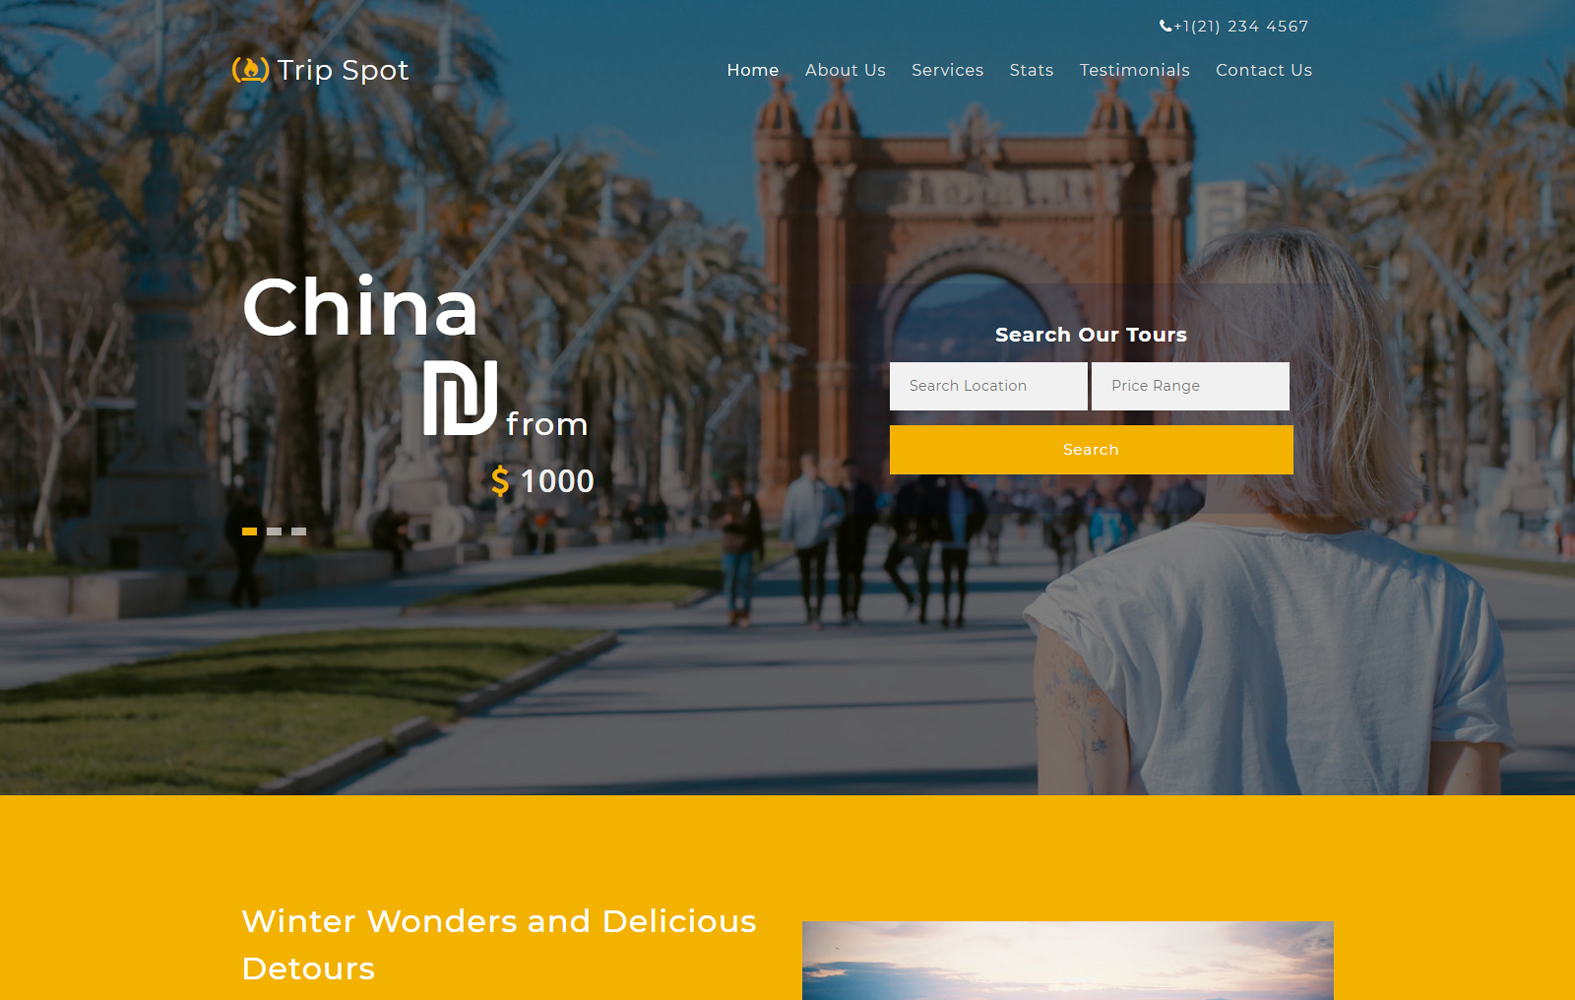 +1(21) 234 4567
Trip Spot
Home About Us Services Stats Testimonials Contact Us
China
₪ from
$ 1000
Search Our Tours
Search Location Price Range
Search
Winter Wonders and Delicious
Detours